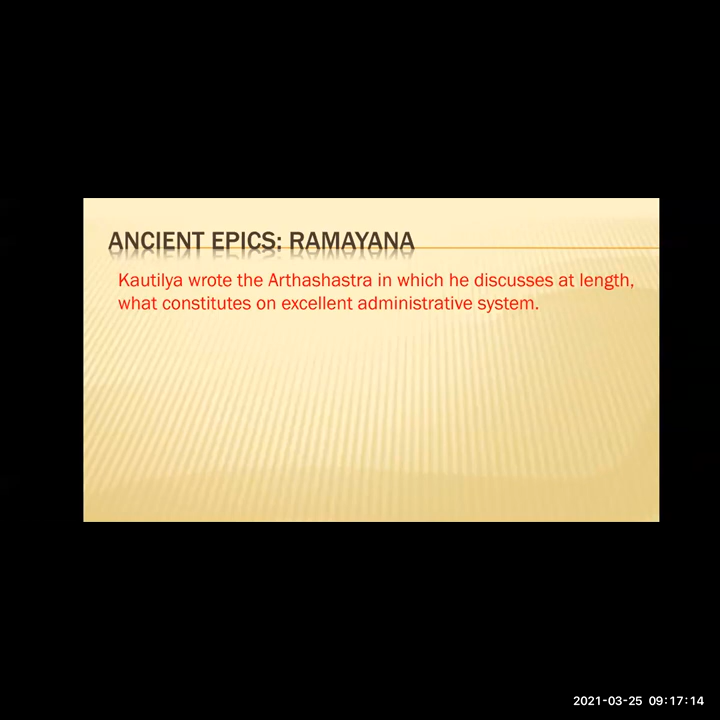 ANCIENT EPICS: RAMAYANA
Kautilya wrote the Arthashastra in which he discusses at length,
what constitutes on excellent administrative system.
2021-03-25 09:17:14